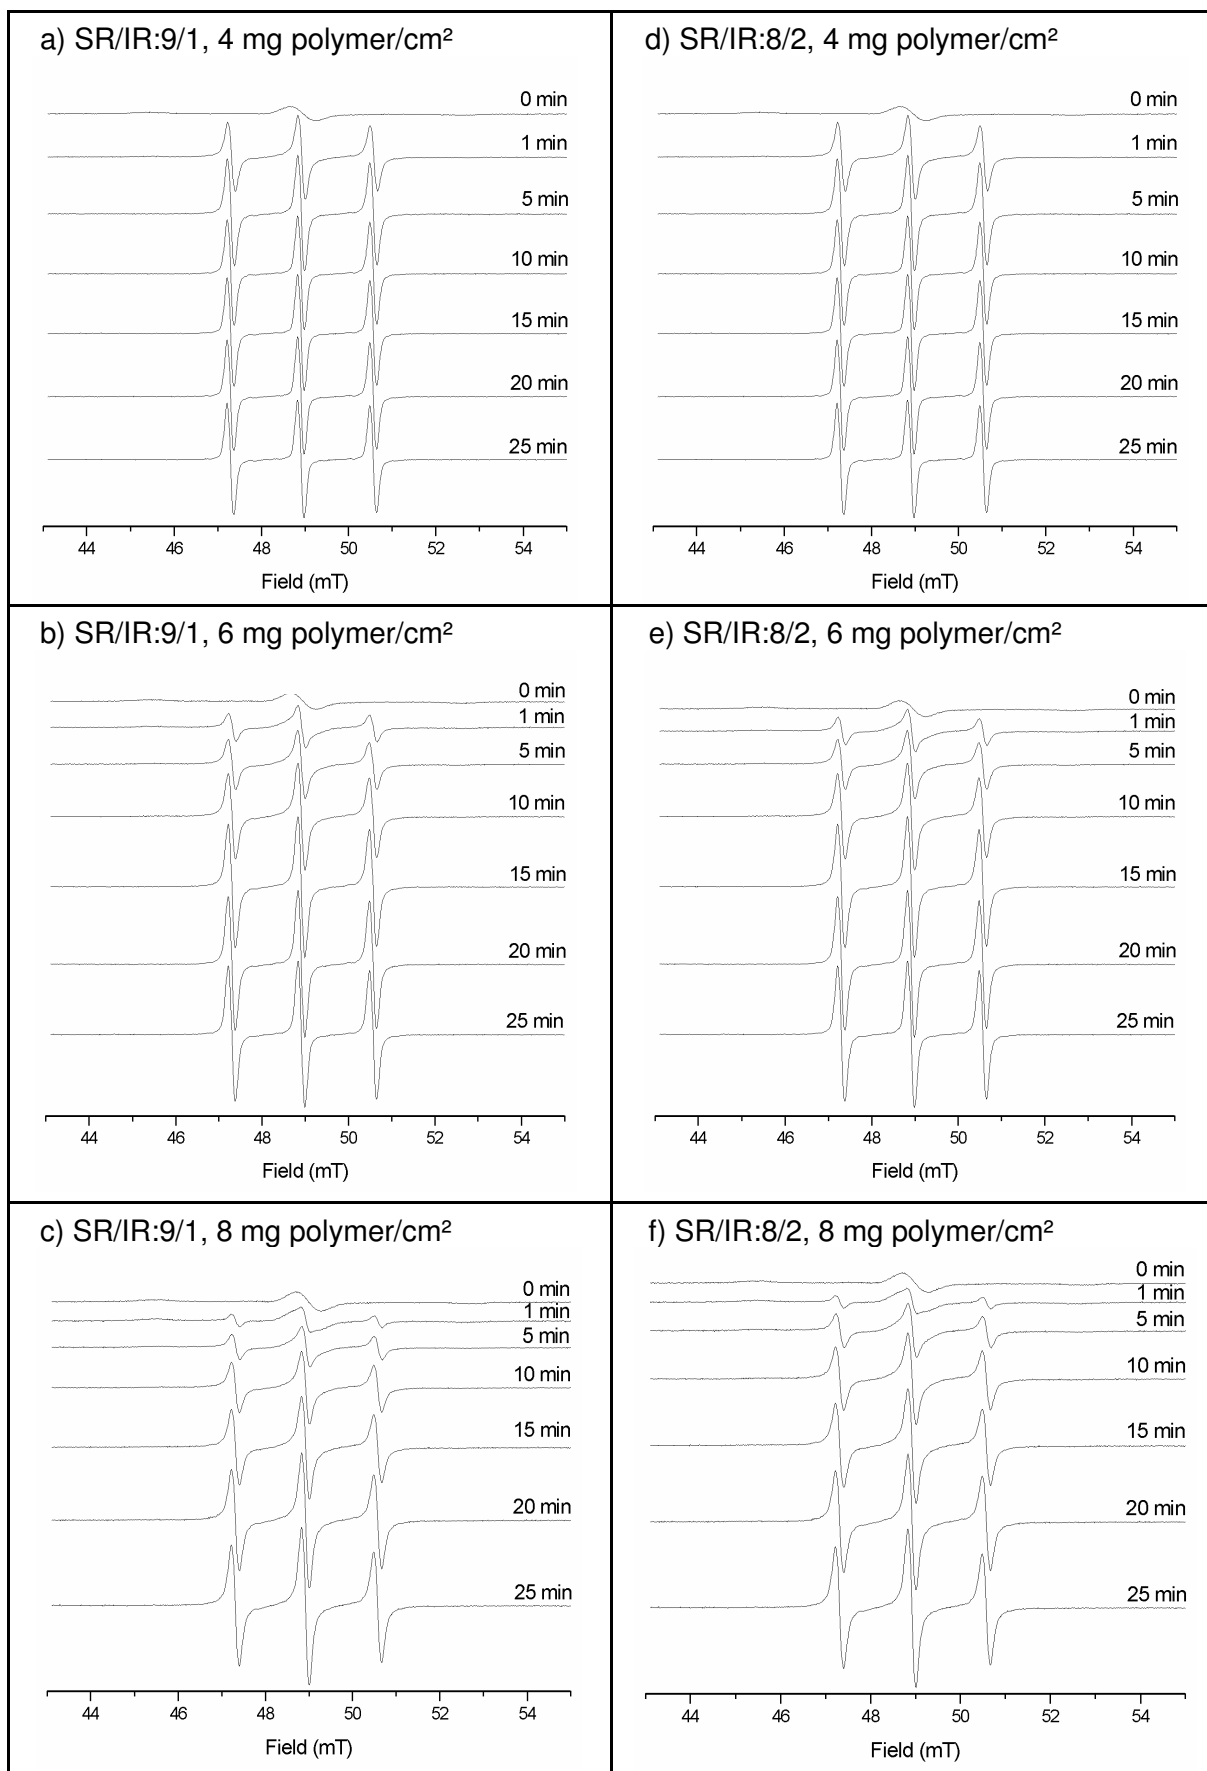 a) SR/IR:9/1, 4 mg polymer/cm²
0 min
1 min
5 min
10 min
15 min
20 min
25 min
44 46 48 50 52 54
Field (mT)
d) SR/IR:8/2, 4 mg polymer/cm²
0 min
1 min
5 min
10 min
15 min
20 min
25 min
44 46 48 50 52 54
Field (mT)
b) SR/IR:9/1, 6 mg polymer/cm²
0 min
1 min
5 min
10 min
15 min
20 min
25 min
44 46 48 50 52 54
Field (mT)
e) SR/IR:8/2, 6 mg polymer/cm²
0 min
1 min
5 min
10 min
15 min
20 min
25 min
44 46 48 50 52 54
Field (mT)
c) SR/IR:9/1, 8 mg polymer/cm²
0 min
1 min
5 min
10 min
15 min
20 min
25 min
44 46 48 50 52 54
Field (mT)
f) SR/IR:8/2, 8 mg polymer/cm²
0 min
1 min
5 min
10 min
15 min
20 min
25 min
44 46 48 50 52 54
Field (mT)